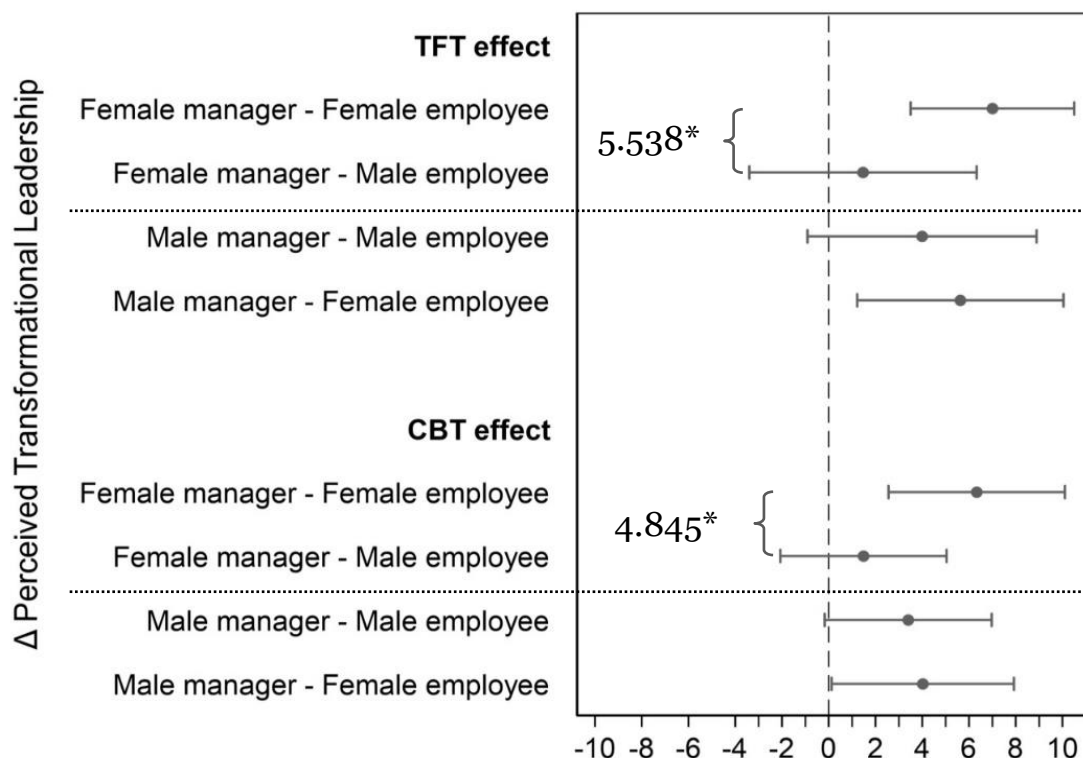 Δ Perceived Transformational Leadership
TFT effect
Female manager - Female employee
5.538*
Female manager - Male employee
Male manager - Male employee
Male manager - Female employee
CBT effect
Female manager - Female employee
4.845*
Female manager - Male employee
Male manager - Male employee
Male manager - Female employee
-10 -8 -6 -4 -2 0 2 4 6 8 10